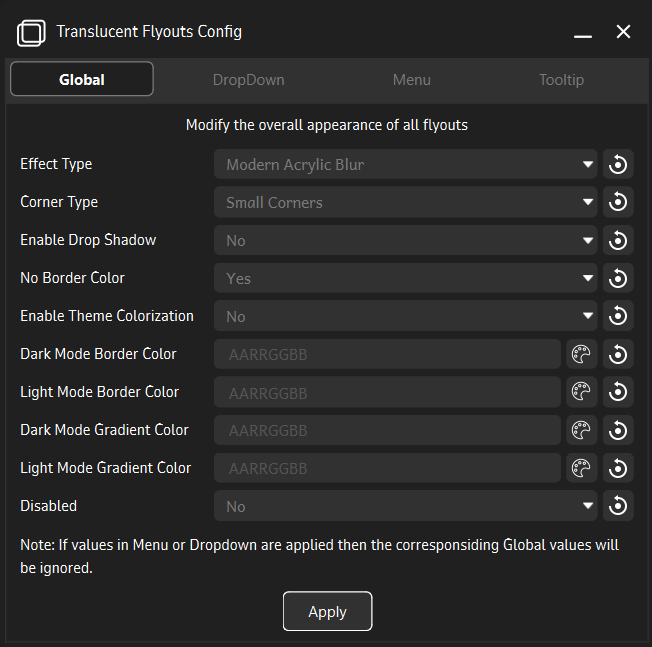 Translucent Flyouts Config
Global DropDown Menu Tooltip
Modify the overall appearance of all flyouts
Effect Type Modern Acrylic Blur
Corner Type Small Corners
Enable Drop Shadow No
No Border Color Yes
Enable Theme Colorization No
Dark Mode Border Color AARRGGBB
Light Mode Border Color AARRGGBB
Dark Mode Gradient Color AARRGGBB
Light Mode Gradient Color AARRGGBB
Disabled No
Note: If values in Menu or Dropdown are applied then the corresponsiding Global values will
be ignored.
Apply